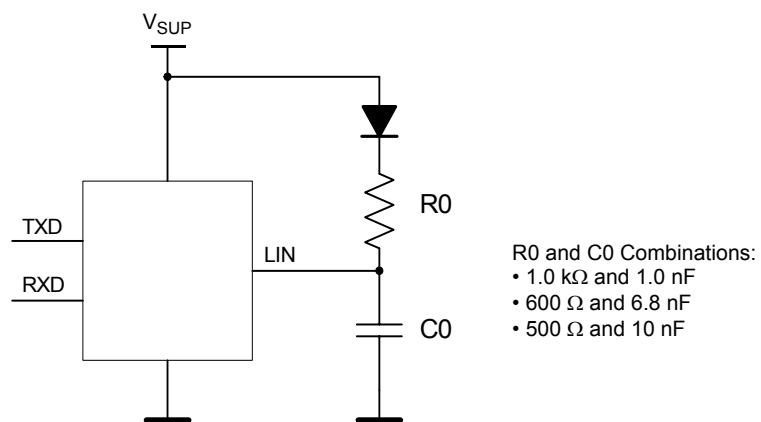 VSUP
TXD
RXD
LIN
R0
C0
R0 and C0 Combinations:
• 1.0 kΩ and 1.0 nF
• 600 Ω and 6.8 nF
• 500 Ω and 10 nF